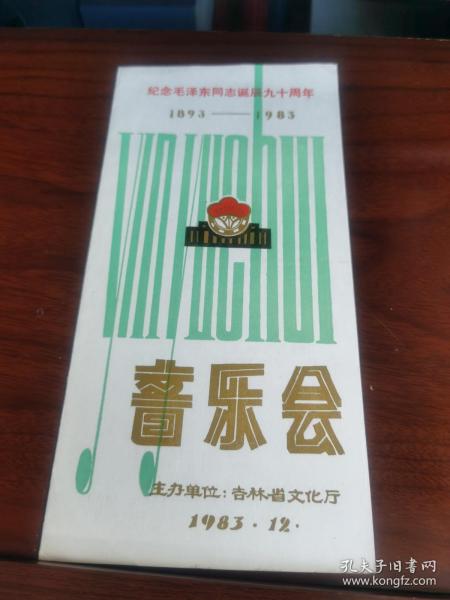 纪念毛泽东同志诞辰九十周年
1893——1983
YINYUEHUI
音乐会
主办单位：吉林省文化厅
1983·12·
孔夫子旧书网
www.kongfz.com